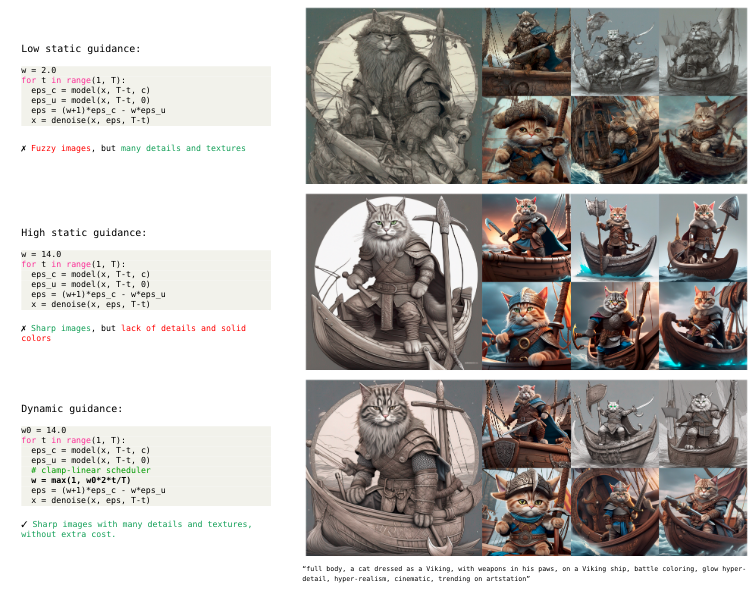 Low static guidance:
w = 2.0
for t in range(1, T):
  eps_c = model(x, T-t, c)
  eps_u = model(x, T-t, 0)
  eps = (w+1)*eps_c - w*eps_u
  x = denoise(x, eps, T-t)
✗ Fuzzy images, but many details and textures
High static guidance:
w = 14.0
for t in range(1, T):
  eps_c = model(x, T-t, c)
  eps_u = model(x, T-t, 0)
  eps = (w+1)*eps_c - w*eps_u
  x = denoise(x, eps, T-t)
✗ Sharp images, but lack of details and solid
colors
Dynamic guidance:
w0 = 14.0
for t in range(1, T):
  eps_c = model(x, T-t, c)
  eps_u = model(x, T-t, 0)
  # clamp-linear scheduler
  w = max(1, w0*2*t/T)
  eps = (w+1)*eps_c - w*eps_u
  x = denoise(x, eps, T-t)
✓ Sharp images with many details and textures,
without extra cost.
"full body, a cat dressed as a Viking, with weapons in his paws, on a Viking ship, battle coloring, glow hyper-
detail, hyper-realism, cinematic, trending on artstation"